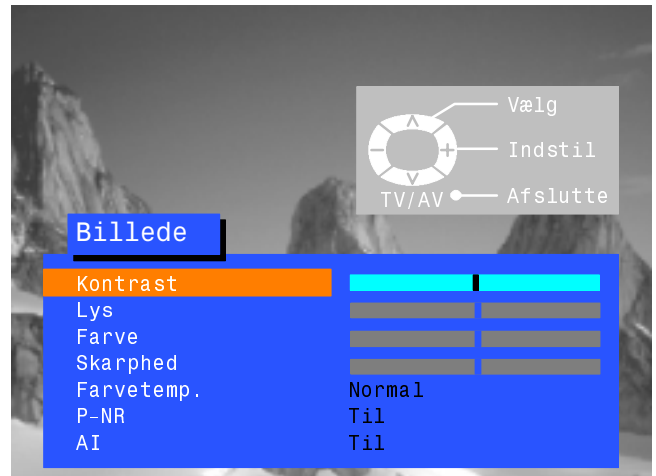 Vælg
Indstil
TV/AV Afslutte
Billede
Kontrast
Lys
Farve
Skarphed
Farvetemp. Normal
P-NR Til
AI Til